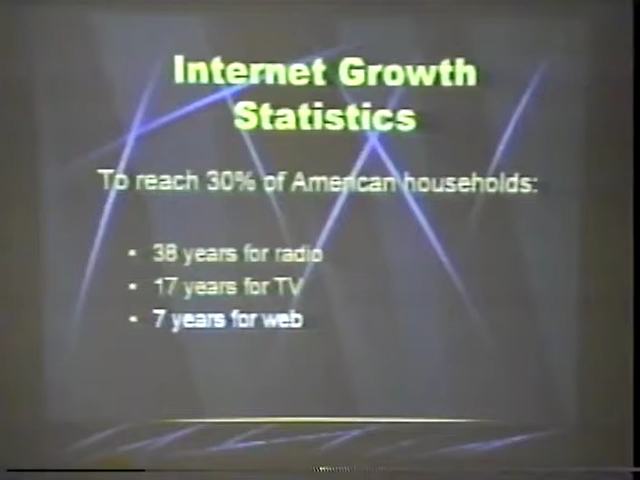 Internet Growth
Statistics
To reach 30% of American households:
• 38 years for radio
• 17 years for TV
• 7 years for web